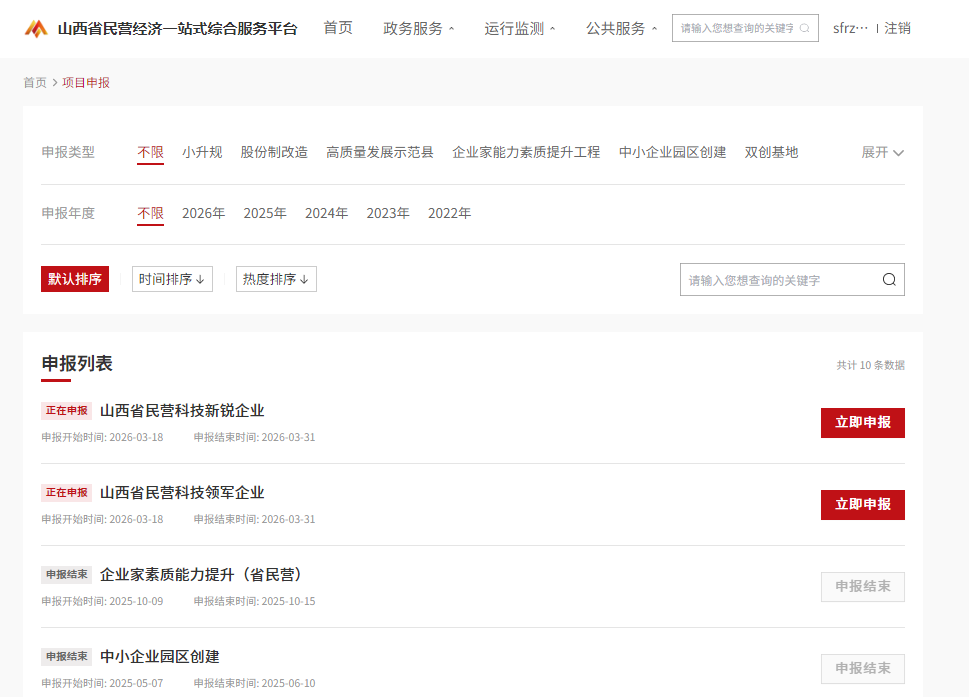 山西省民营经济一站式综合服务平台 首页 政务服务 运行监测 公共服务 请输入您想查询的关键字 sfrz··· | 注销
首页 > 项目申报
申报类型 不限 小升规 股份制改造 高质量发展示范县 企业家能力素质提升工程 中小企业园区创建 双创基地 展开
申报年度 不限 2026年 2025年 2024年 2023年 2022年
默认排序 时间排序↓ 热度排序↓ 请输入您想查询的关键字
申报列表 共计 10 条数据
正在申报 山西省民营科技新锐企业
申报开始时间: 2026-03-18 申报结束时间: 2026-03-31 立即申报
正在申报 山西省民营科技领军企业
申报开始时间: 2026-03-18 申报结束时间: 2026-03-31 立即申报
申报结束 企业家素质能力提升（省民营）
申报开始时间: 2025-10-09 申报结束时间: 2025-10-15 申报结束
申报结束 中小企业园区创建
申报开始时间: 2025-05-07 申报结束时间: 2025-06-10 申报结束